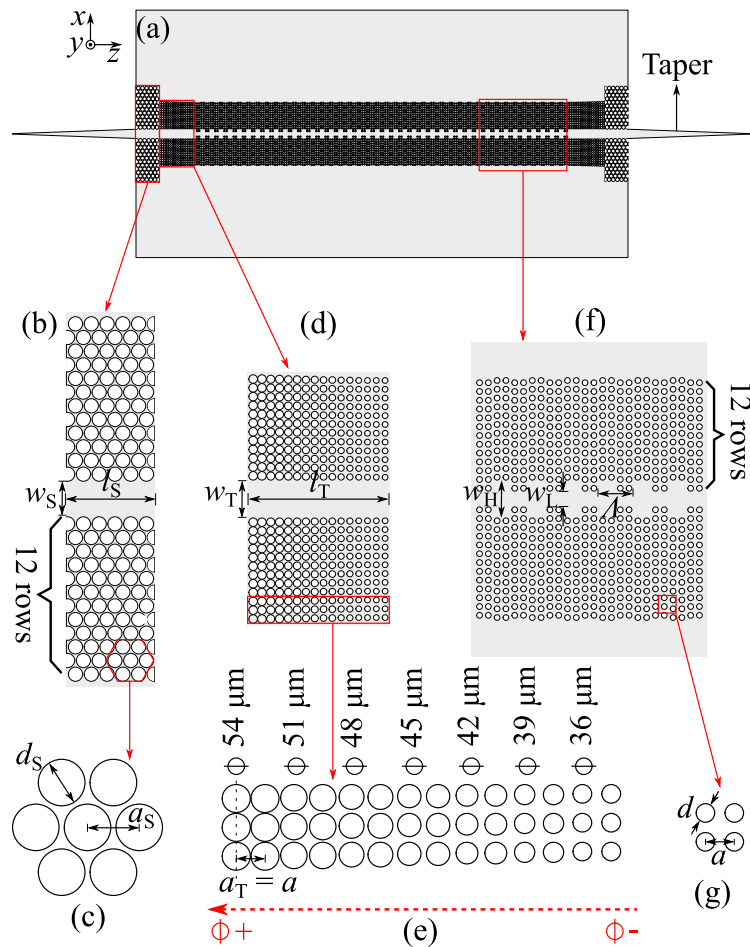 x
y z
(a)
Taper
(b)
(d)
(f)
w_S
l_S
12 rows
w_T
l_T
w_H
w_L
Λ
12 rows
ϕ 54 μm
ϕ 51 μm
ϕ 48 μm
ϕ 45 μm
ϕ 42 μm
ϕ 39 μm
ϕ 36 μm
d_S
a_S
(c)
a_T = a
(e)
ϕ+
ϕ-
d
a
(g)